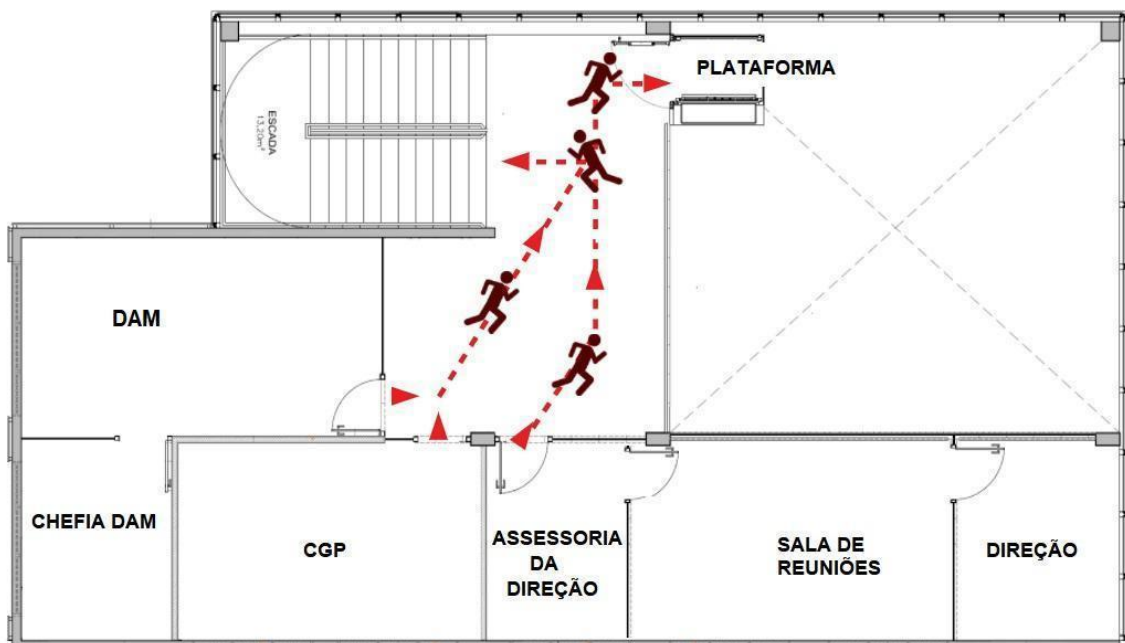 PLATAFORMA
ESCADA
13,20m²
DAM
CHEFIA DAM
CGP
ASSESSORIA
DA
DIREÇÃO
SALA DE
REUNIÕES
DIREÇÃO